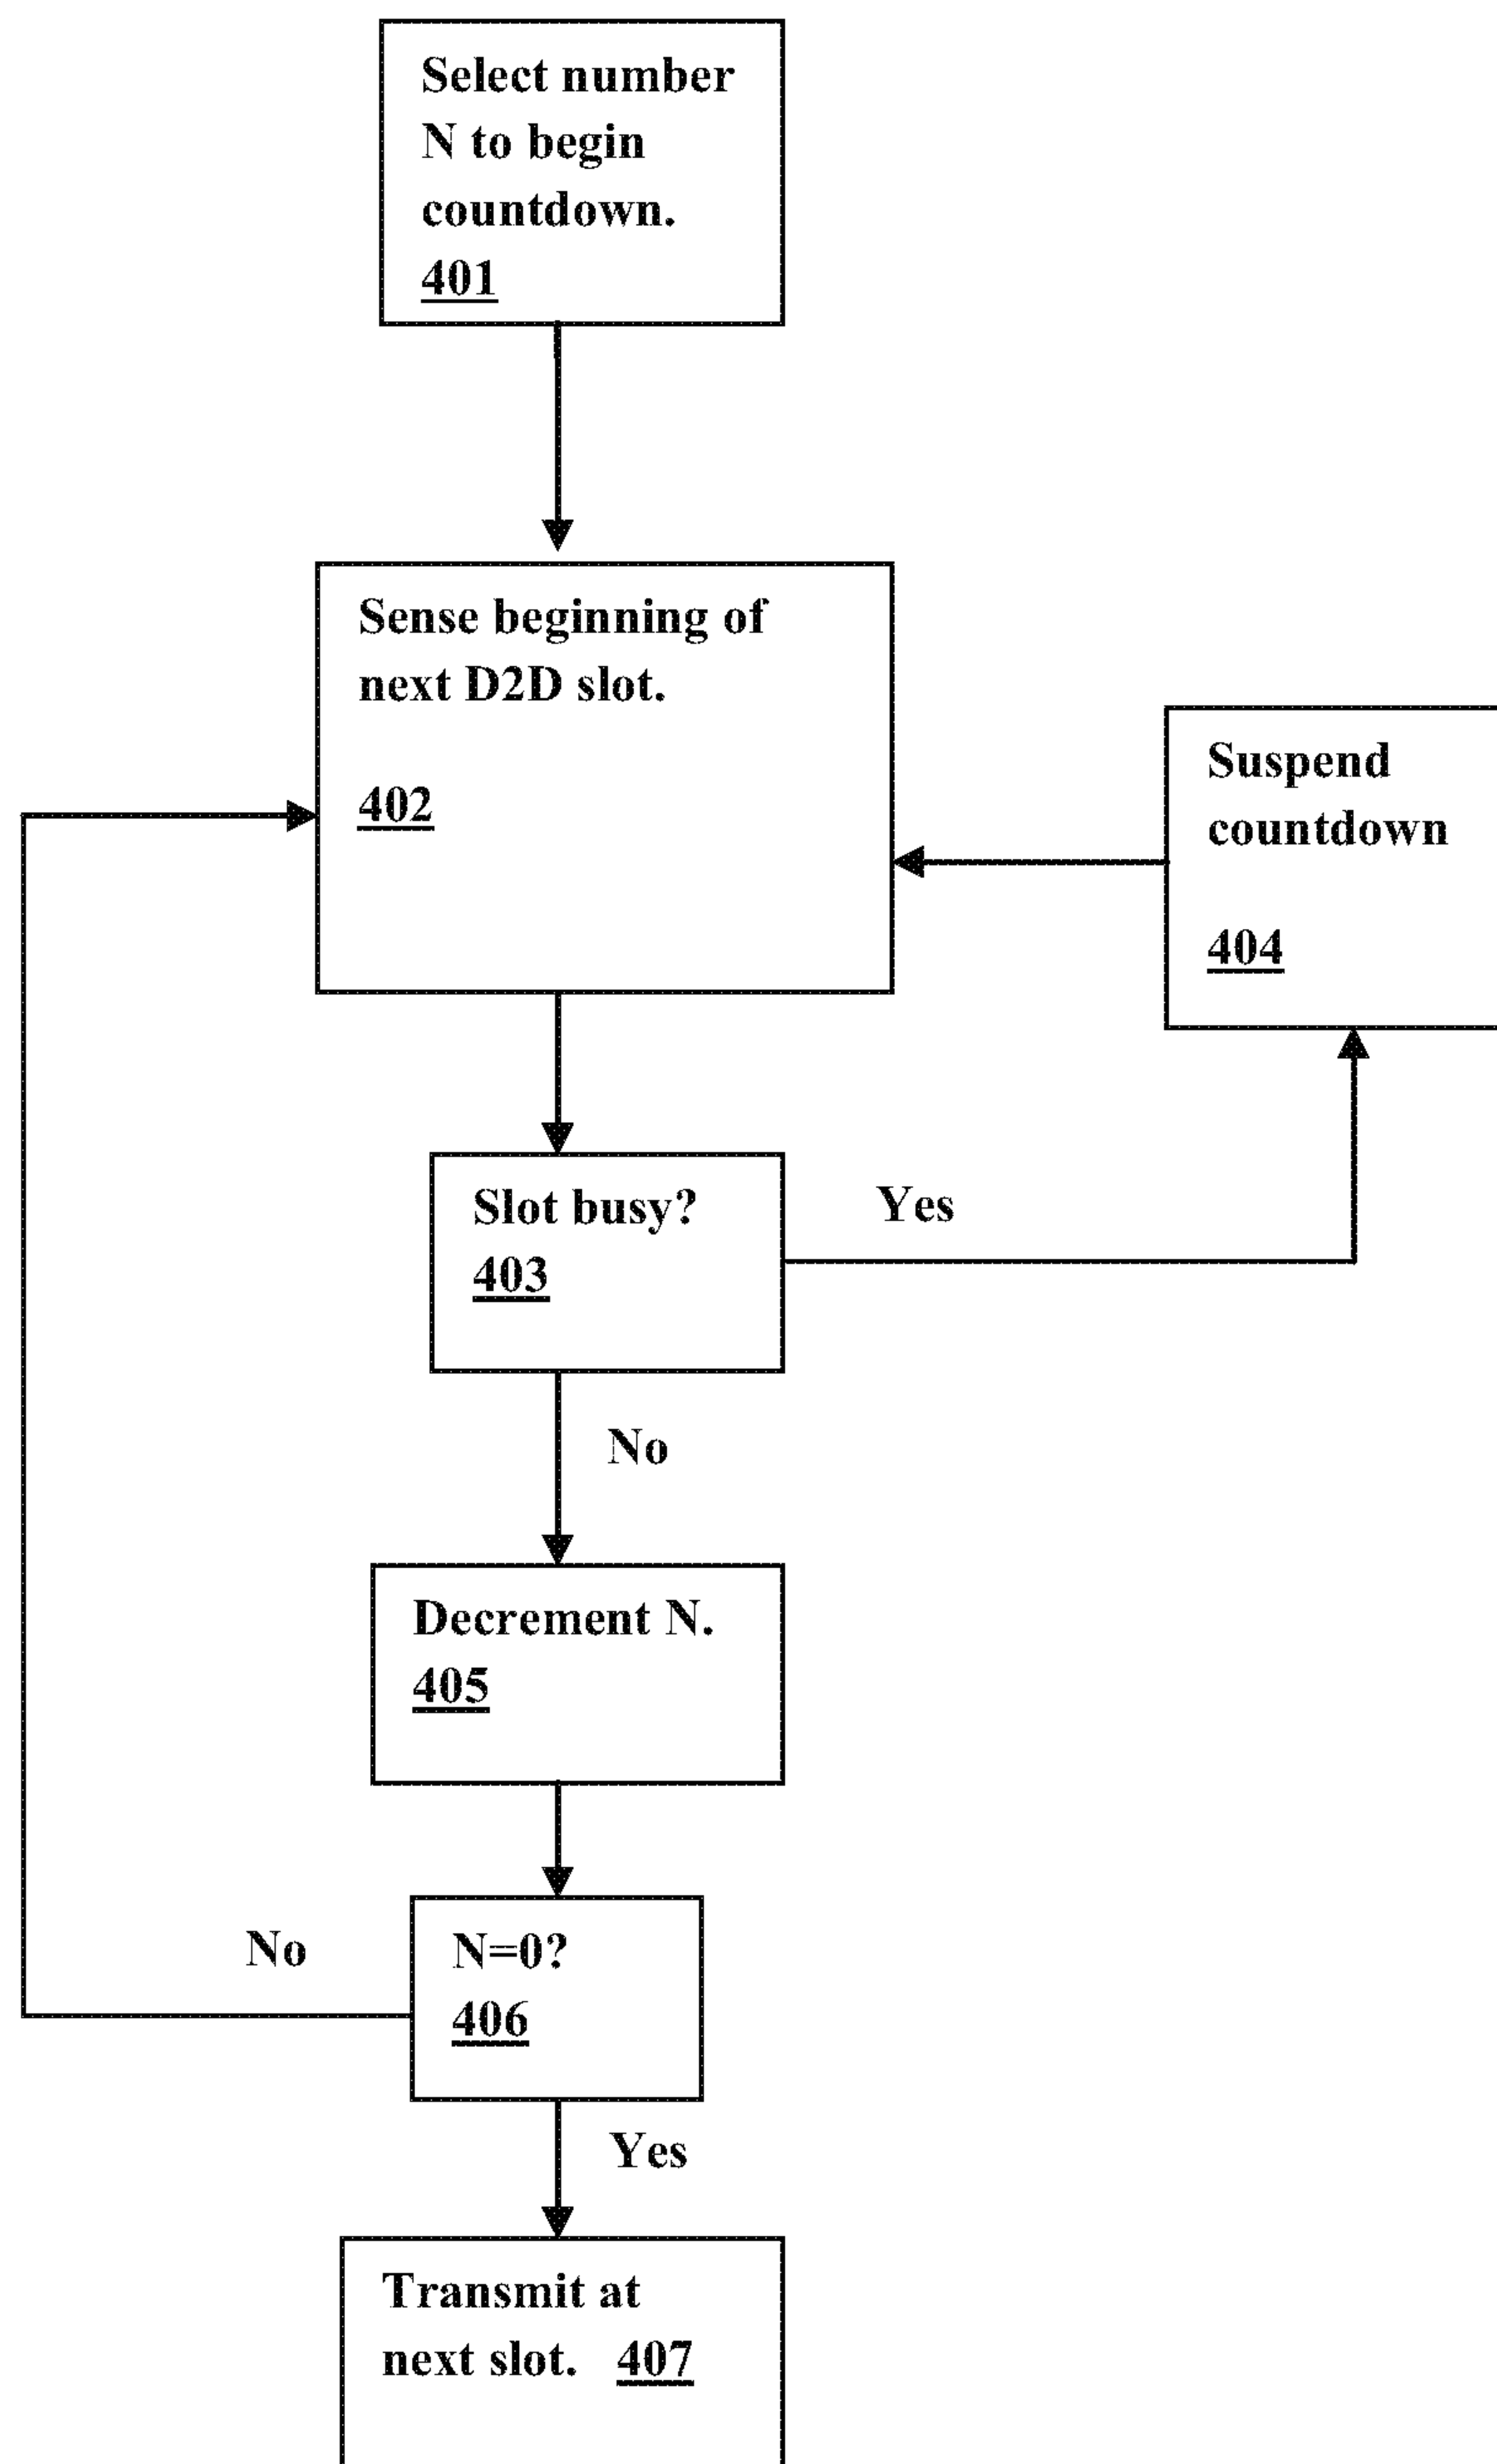 Select number
N to begin
countdown.
401
Sense beginning of
next D2D slot.
402
Suspend
countdown
404
Slot busy?
403
Yes
No
Decrement N.
405
No
N=0?
406
Yes
Transmit at
next slot. 407